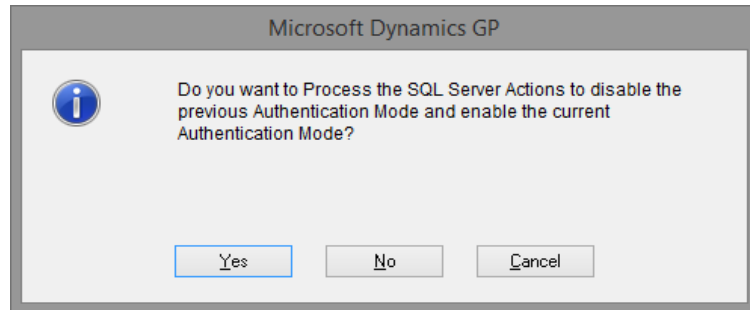 Microsoft Dynamics GP
Do you want to Process the SQL Server Actions to disable the
previous Authentication Mode and enable the current
Authentication Mode?
Yes
No
Cancel